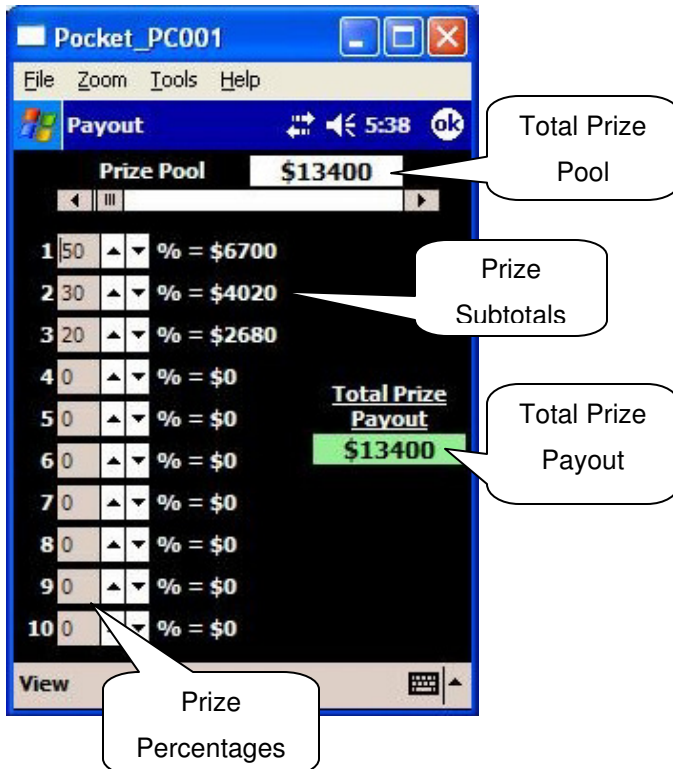 Pocket_PC001
File Zoom Tools Help
Payout 5:38 ok
Total Prize
Pool
Prize Pool $13400
1 50 % = $6700
Prize
Subtotals
2 30 % = $4020
3 20 % = $2680
4 0 % = $0
Total Prize
Payout
$13400
5 0 % = $0
Total Prize
Payout
6 0 % = $0
7 0 % = $0
8 0 % = $0
9 0 % = $0
10 0 % = $0
View
Prize
Percentages